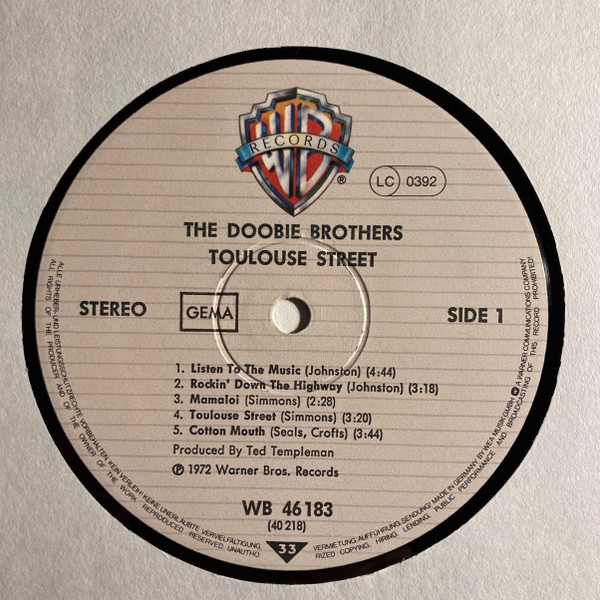 WB
RECORDS
®
LC 0392
THE DOOBIE BROTHERS
TOULOUSE STREET
STEREO
GEMA
SIDE 1
1. Listen To The Music (Johnston) (4:44)
2. Rockin' Down The Highway (Johnston) (3:18)
3. Mamaloi (Simmons) (2:28)
4. Toulouse Street (Simmons) (3:20)
5. Cotton Mouth (Seals, Crofts) (3:44)
Produced By Ted Templeman
℗ 1972 Warner Bros. Records
WB 46 183
(40 218)
33
ALLE URHEBER- UND LEISTUNGSSCHUTZRECHTE VORBEHALTEN. KEIN VERLEIH! KEINE UNERLAUBTE VERVIELFÄLTIGUNG,
VERMIETUNG, AUFFÜHRUNG, SENDUNG! MADE IN GERMANY BY WEA MUSIK GMBH. A WARNER COMMUNICATIONS COMPANY
ALL RIGHTS OF THE PRODUCER AND OF THE OWNER OF THE WORK REPRODUCED RESERVED. UNAUTHO
RIZED COPYING, HIRING, LENDING, PUBLIC PERFORMANCE AND BROADCASTING OF THIS RECORD PROHIBITED!